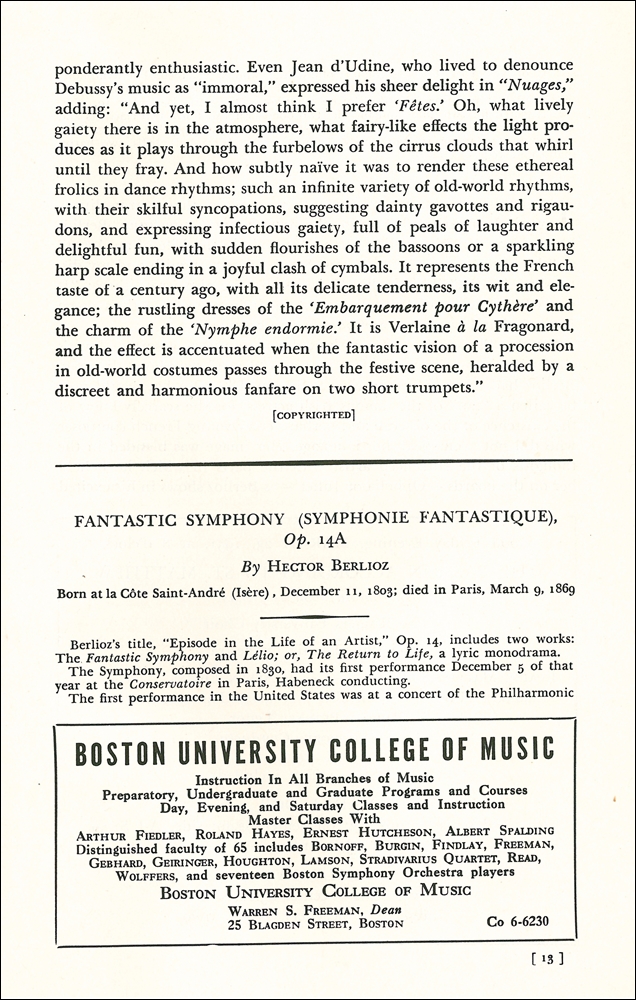 ponderantly enthusiastic. Even Jean d’Udine, who lived to denounce
Debussy’s music as “immoral,” expressed his sheer delight in “Nuages,”
adding: “And yet, I almost think I prefer ‘Fêtes.’ Oh, what lively
gaiety there is in the atmosphere, what fairy-like effects the light pro-
duces as it plays through the furbelows of the cirrus clouds that whirl
until they fray. And how subtly naïve it was to render these ethereal
frolics in dance rhythms; such an infinite variety of old-world rhythms,
with their skilful syncopations, suggesting dainty gavottes and rigau-
dons, and expressing infectious gaiety, full of peals of laughter and
delightful fun, with sudden flourishes of the bassoons or a sparkling
harp scale ending in a joyful clash of cymbals. It represents the French
taste of a century ago, with all its delicate tenderness, its wit and ele-
gance; the rustling dresses of the ‘Embarquement pour Cythère’ and
the charm of the ‘Nymphe endormie.’ It is Verlaine à la Fragonard,
and the effect is accentuated when the fantastic vision of a procession
in old-world costumes passes through the festive scene, heralded by a
discreet and harmonious fanfare on two short trumpets.”
[COPYRIGHTED]
FANTASTIC SYMPHONY (SYMPHONIE FANTASTIQUE),
Op. 14A
By HECTOR BERLIOZ
Born at la Côte Saint-André (Isère), December 11, 1803; died in Paris, March 9, 1869
Berlioz’s title, “Episode in the Life of an Artist,” Op. 14, includes two works:
The Fantastic Symphony and Lélio; or, The Return to Life, a lyric monodrama.
The Symphony, composed in 1830, had its first performance December 5 of that
year at the Conservatoire in Paris, Habeneck conducting.
The first performance in the United States was at a concert of the Philharmonic
BOSTON UNIVERSITY COLLEGE OF MUSIC
Instruction In All Branches of Music
Preparatory, Undergraduate and Graduate Programs and Courses
Day, Evening, and Saturday Classes and Instruction
Master Classes With
ARTHUR FIEDLER, ROLAND HAYES, ERNEST HUTCHESON, ALBERT SPALDING
Distinguished faculty of 65 includes BORNOFF, BURGIN, FINDLAY, FREEMAN,
GEBHARD, GEIRINGER, HOUGHTON, LAMSON, STRADIVARIUS QUARTET, READ,
WOLFFERS, and seventeen Boston Symphony Orchestra players
BOSTON UNIVERSITY COLLEGE OF MUSIC
WARREN S. FREEMAN, Dean
25 BLAGDEN STREET, BOSTON Co 6-6230
[ 13 ]